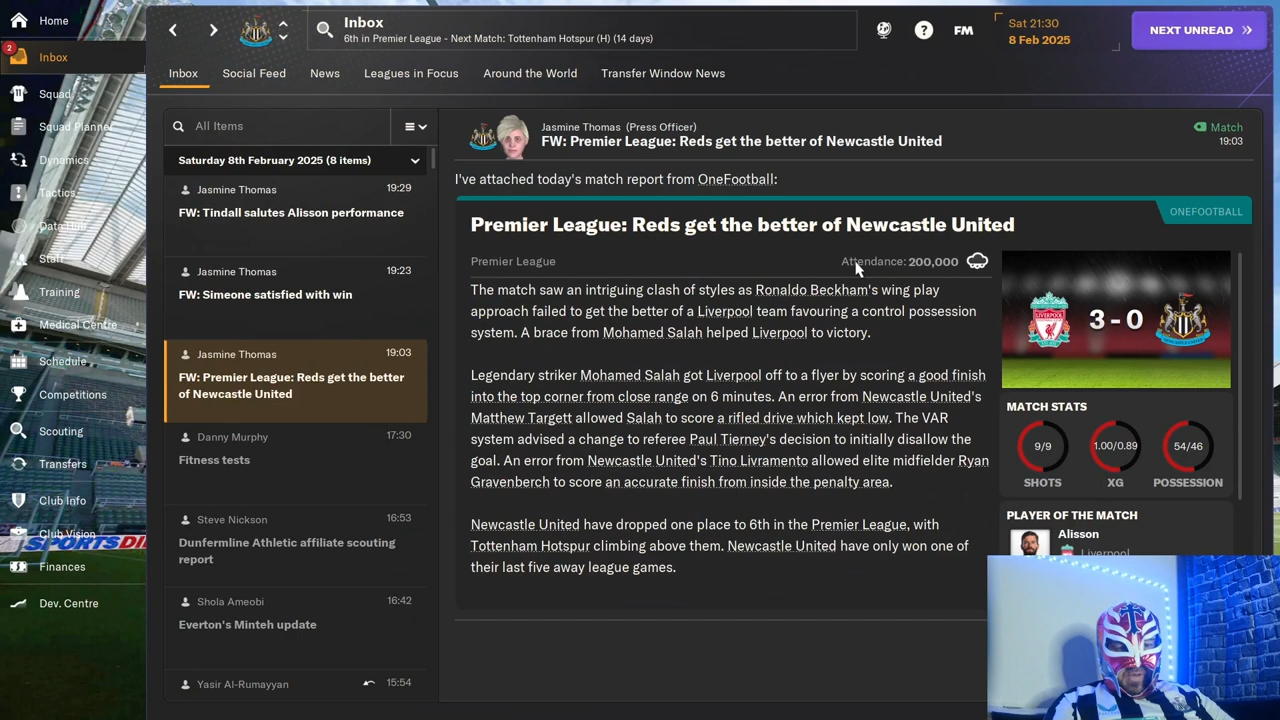 Home
2
Inbox
Squad
Squad Planner
Dynamics
Tactics
Data Hub
Staff
Training
Medical Centre
Schedule
Competitions
Scouting
Transfers
Club Info
Club Vision
SPORTS DI
Finances
Dev. Centre
Inbox
6th in Premier League - Next Match: Tottenham Hotspur (H) (14 days)
FM
Sat 21:30
8 Feb 2025
NEXT UNREAD
Inbox
Social Feed
News
Leagues in Focus
Around the World
Transfer Window News
All Items
Saturday 8th February 2025 (8 items)
Jasmine Thomas 19:29
FW: Tindall salutes Alisson performance
Jasmine Thomas 19:23
FW: Simeone satisfied with win
Jasmine Thomas 19:03
FW: Premier League: Reds get the better
of Newcastle United
Danny Murphy 17:30
Fitness tests
Steve Nickson 16:53
Dunfermline Athletic affiliate scouting
report
Shola Ameobi 16:42
Everton's Minteh update
Yasir Al-Rumayyan 15:54
Jasmine Thomas (Press Officer)
FW: Premier League: Reds get the better of Newcastle United
Match
19:03
I've attached today's match report from OneFootball:
ONEFOOTBALL
Premier League: Reds get the better of Newcastle United
Premier League
Attendance: 200,000
The match saw an intriguing clash of styles as Ronaldo Beckham's wing play
approach failed to get the better of a Liverpool team favouring a control possession
system. A brace from Mohamed Salah helped Liverpool to victory.
Legendary striker Mohamed Salah got Liverpool off to a flyer by scoring a good finish
into the top corner from close range on 6 minutes. An error from Newcastle United's
Matthew Targett allowed Salah to score a rifled drive which kept low. The VAR
system advised a change to referee Paul Tierney's decision to initially disallow the
goal. An error from Newcastle United's Tino Livramento allowed elite midfielder Ryan
Gravenberch to score an accurate finish from inside the penalty area.
Newcastle United have dropped one place to 6th in the Premier League, with
Tottenham Hotspur climbing above them. Newcastle United have only won one of
their last five away league games.
3 - 0
MATCH STATS
9/9
1.00/0.89
54/46
SHOTS
XG
POSSESSION
PLAYER OF THE MATCH
Alisson
Liverpool